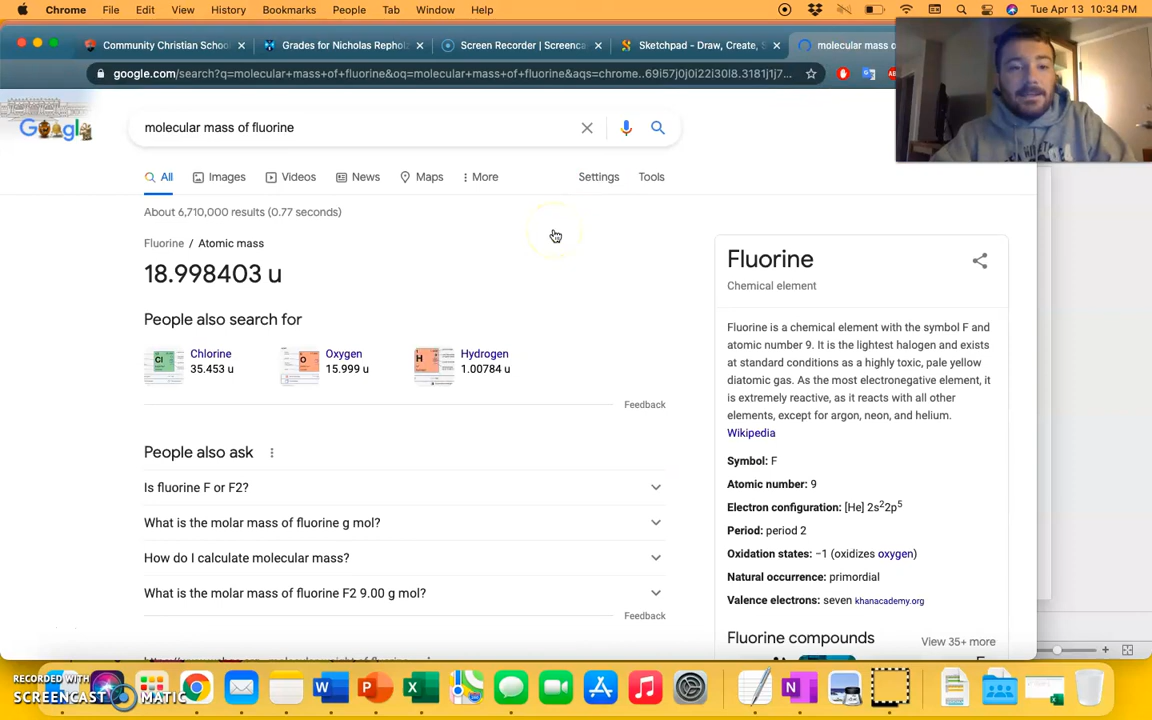 Chrome File Edit View History Bookmarks People Tab Window Help Tue Apr 13 10:34 PM
Community Christian Schoo Grades for Nicholas Repholz Screen Recorder | Screenca Sketchpad - Draw, Create, S molecular mass o
google.com/search?q=molecular+mass+of+fluorine&oq=molecular+mass+of+fluorine&aqs=chrome..69i57j0j0i22i30l8.3181j1j7...
Google
molecular mass of fluorine
All Images Videos News Maps More Settings Tools
About 6,710,000 results (0.77 seconds)
Fluorine / Atomic mass
18.998403 u
People also search for
Cl
Chlorine
35.453 u
O
Oxygen
15.999 u
H
Hydrogen
1.00784 u
Feedback
People also ask
Is fluorine F or F2?
What is the molar mass of fluorine g mol?
How do I calculate molecular mass?
What is the molar mass of fluorine F2 9.00 g mol?
Feedback
Fluorine
Chemical element
Fluorine is a chemical element with the symbol F and
atomic number 9. It is the lightest halogen and exists
at standard conditions as a highly toxic, pale yellow
diatomic gas. As the most electronegative element, it
is extremely reactive, as it reacts with all other
elements, except for argon, neon, and helium.
Wikipedia
Symbol: F
Atomic number: 9
Electron configuration: [He] 2s²2p⁵
Period: period 2
Oxidation states: −1 (oxidizes oxygen)
Natural occurrence: primordial
Valence electrons: seven khanacademy.org
Fluorine compounds View 35+ more
RECORDED WITH
SCREENCAST MATIC